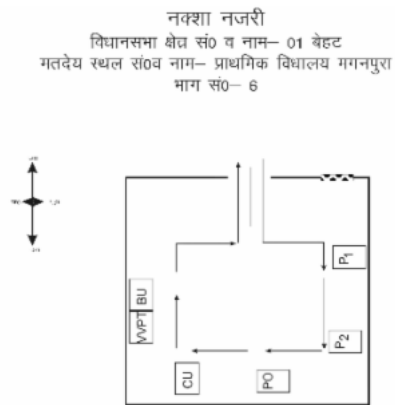 नक्शा नजरी
विधानसभा क्षेत्र सं0 व नाम– 01 बेहट
मतदेय स्थल सं0व नाम– प्राथमिक विधालय मगनपुरा
भाग सं0– 6
P1
BU
VVPT
P2
CU
PO